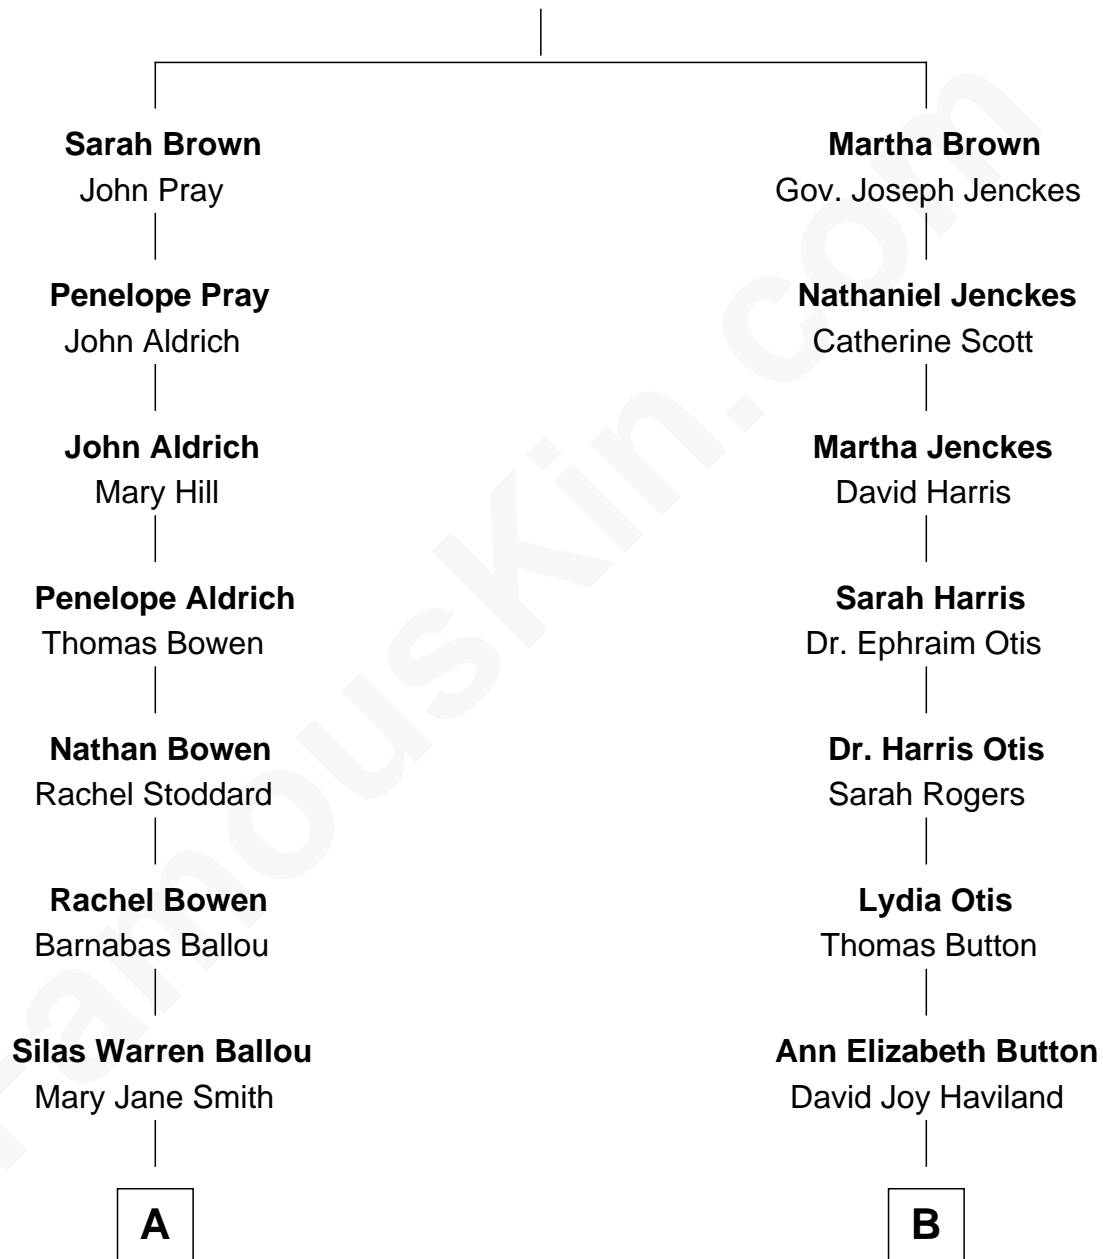 Sarah Brown
John Pray
Penelope Pray
John Aldrich
John Aldrich
Mary Hill
Penelope Aldrich
Thomas Bowen
Nathan Bowen
Rachel Stoddard
Rachel Bowen
Barnabas Ballou
Silas Warren Ballou
Mary Jane Smith
A
Martha Brown
Gov. Joseph Jenckes
Nathaniel Jenckes
Catherine Scott
Martha Jenckes
David Harris
Sarah Harris
Dr. Ephraim Otis
Dr. Harris Otis
Sarah Rogers
Lydia Otis
Thomas Button
Ann Elizabeth Button
David Joy Haviland
B
FamousKin.com